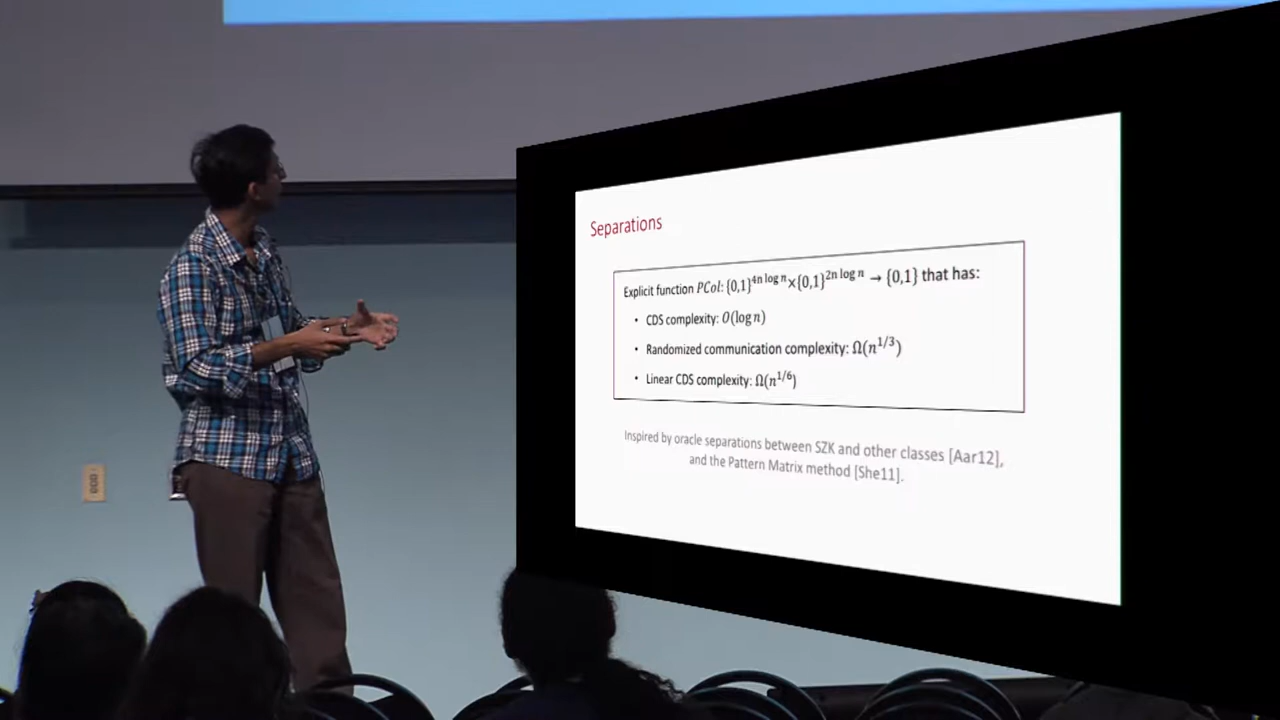 Separations
Explicit function PCol: {0,1}^{4n log n}×{0,1}^{2n log n} → {0,1} that has:
• CDS complexity: O(log n)
• Randomized communication complexity: Ω(n^{1/3})
• Linear CDS complexity: Ω(n^{1/6})
Inspired by oracle separations between SZK and other classes [Aar12],
and the Pattern Matrix method [She11].